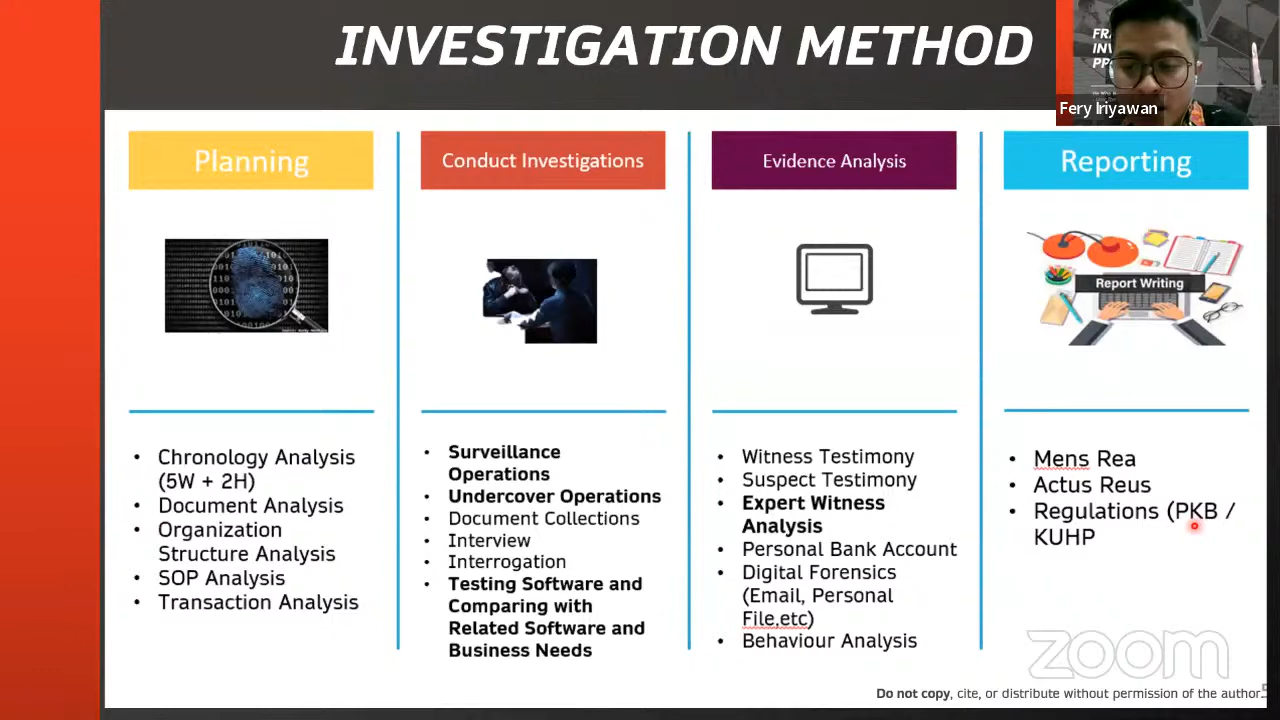 INVESTIGATION METHOD
FRA
INV
PRO
Fery Iriyawan
Planning
Conduct Investigations
Evidence Analysis
Reporting
Report Writing
• Chronology Analysis
(5W + 2H)
• Document Analysis
• Organization
Structure Analysis
• SOP Analysis
• Transaction Analysis
• Surveillance
Operations
• Undercover Operations
• Document Collections
• Interview
• Interrogation
• Testing Software and
Comparing with
Related Software and
Business Needs
• Witness Testimony
• Suspect Testimony
• Expert Witness
Analysis
• Personal Bank Account
• Digital Forensics
(Email, Personal
File,etc)
• Behaviour Analysis
• Mens Rea
• Actus Reus
• Regulations (PKB /
KUHP
zoom
Do not copy, cite, or distribute without permission of the author.